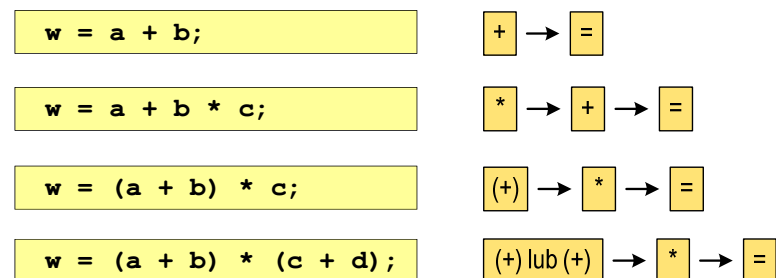 w = a + b; + → =
w = a + b * c; * → + → =
w = (a + b) * c; (+) → * → =
w = (a + b) * (c + d); (+) lub (+) → * → =